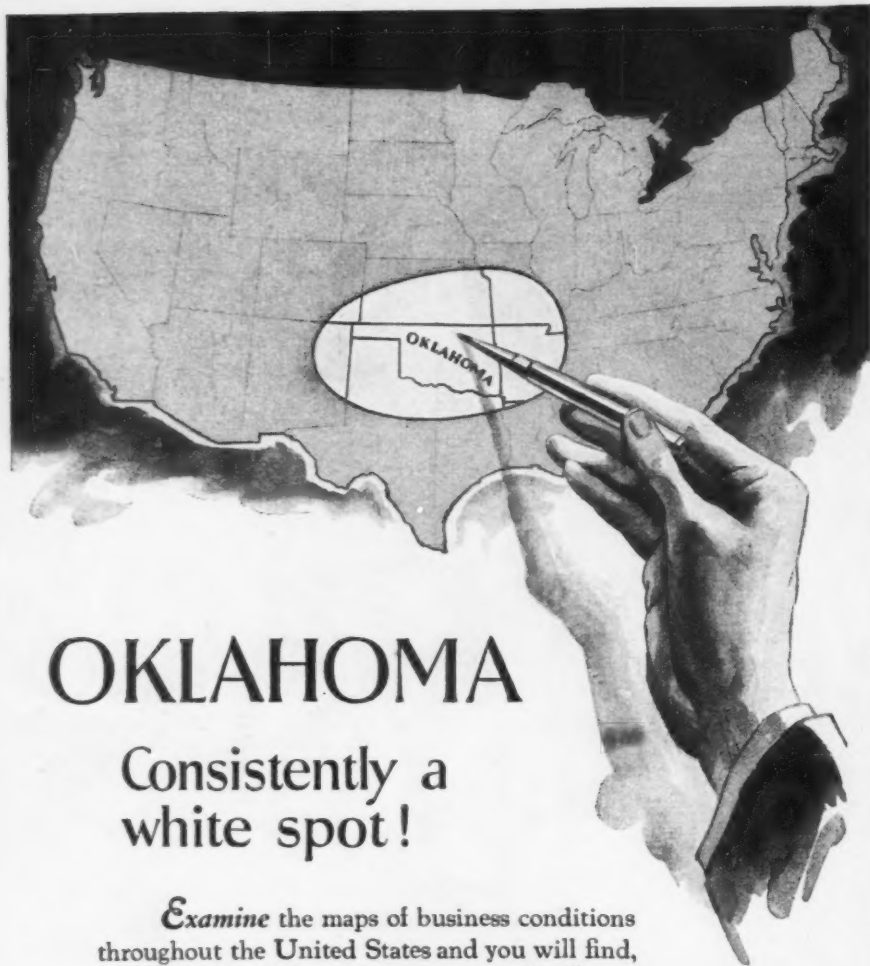 OKLAHOMA
OKLAHOMA
Consistently a
white spot!
Examine the maps of business conditions
throughout the United States and you will find,